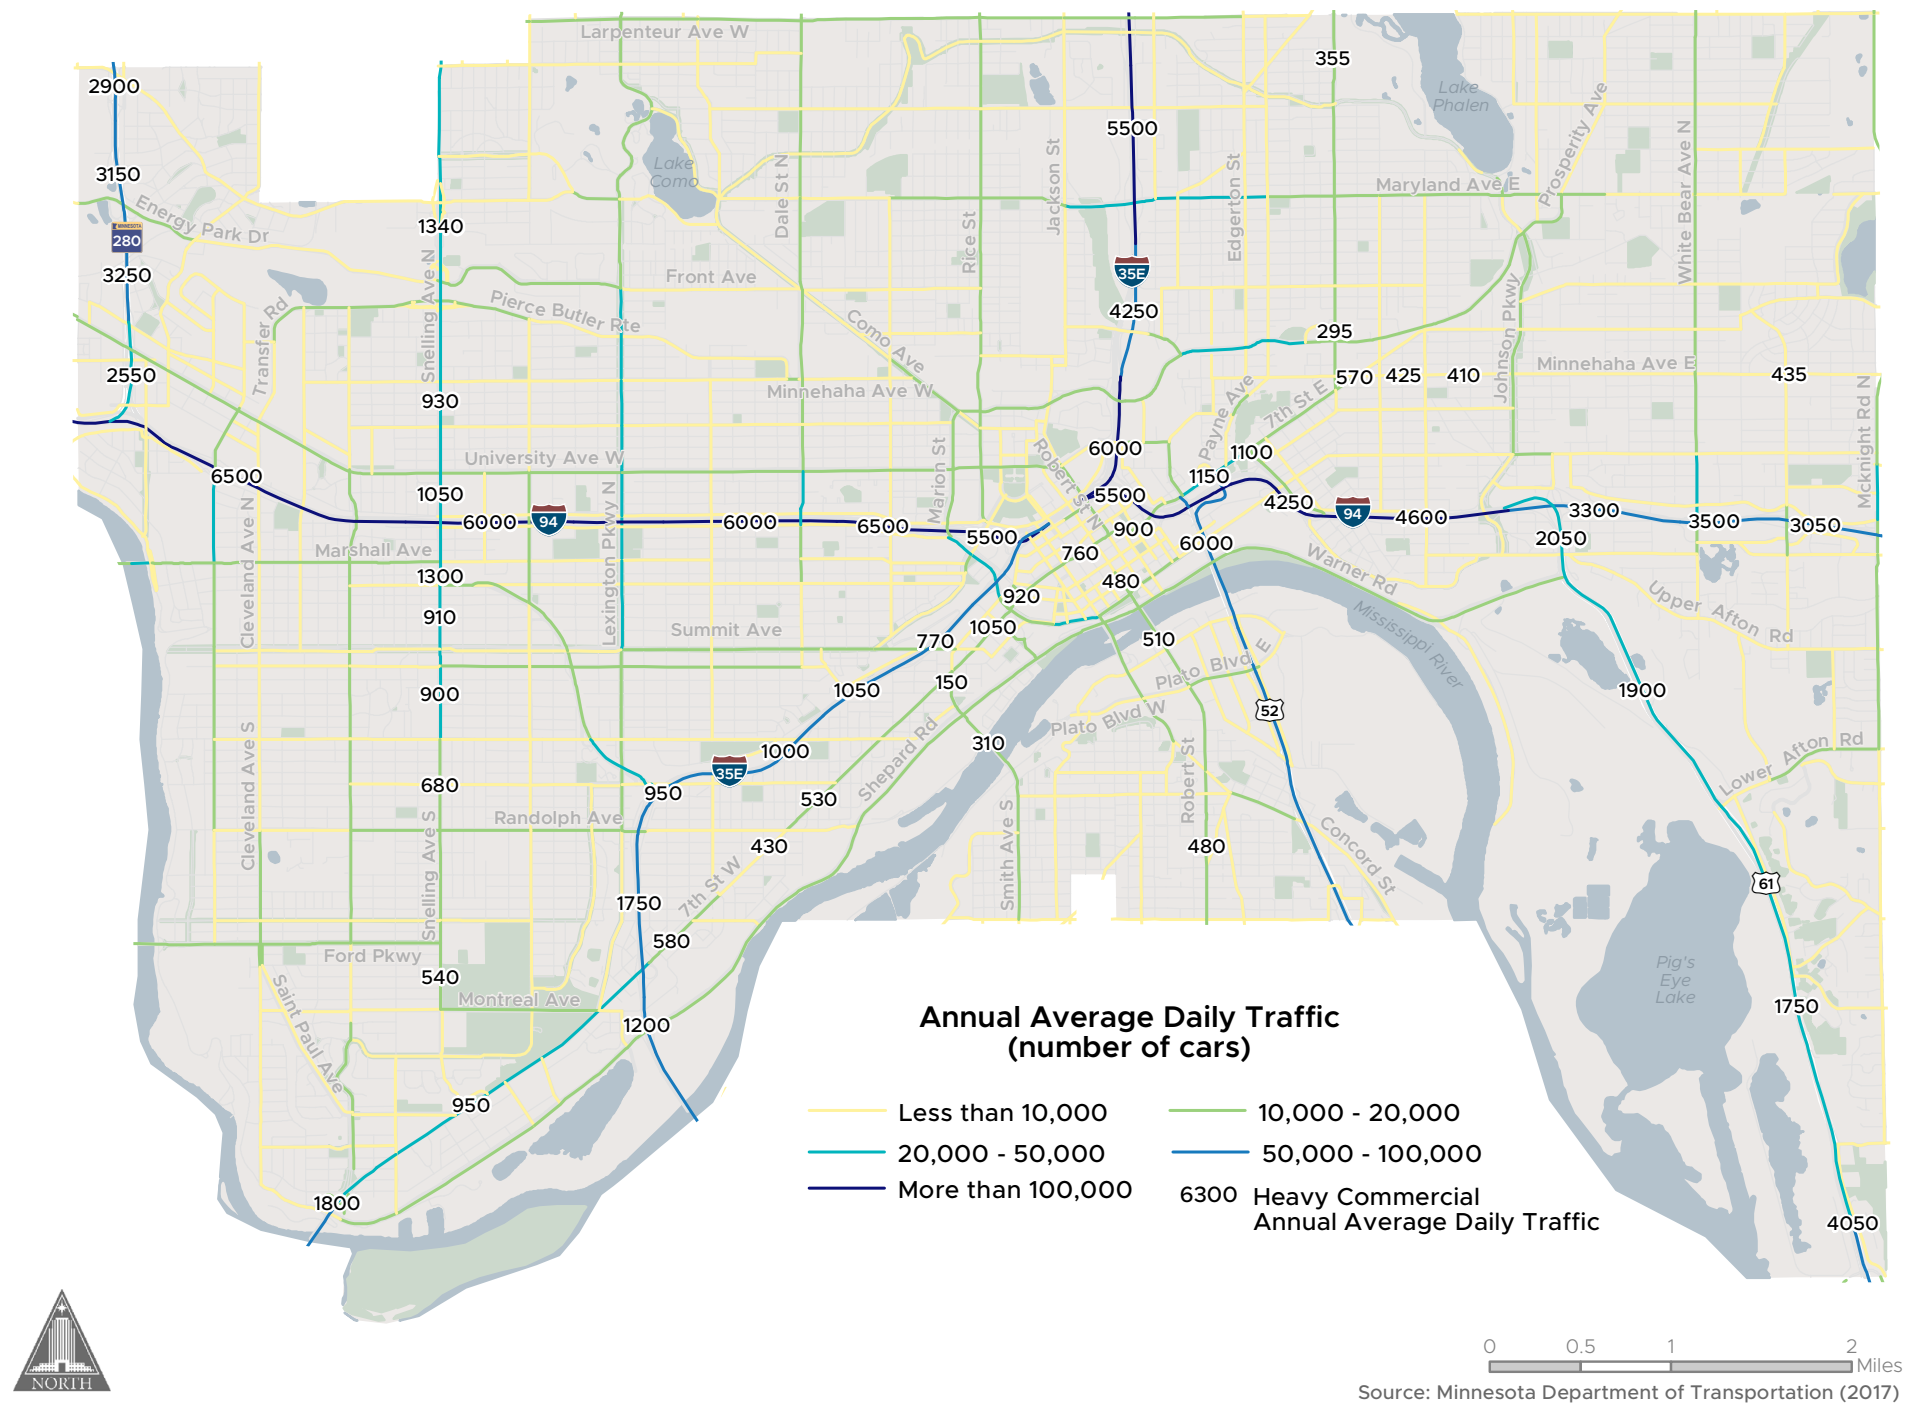 Larpenteur Ave W
355
2900
Lake
Phalen
5500
Prosperity Ave
3150
Lake
Como
Dale St N
Jackson St
Edgerton St
Maryland Ave E
White Bear Ave N
Energy Park Dr
1340
Rice St
MINNESOTA
280
3250
Snelling Ave N
Front Ave
35E
4250
Transfer Rd
Pierce Butler Rte
Como Ave
295
Johnson Pkwy
Minnehaha Ave E
2550
570
425
410
435
Minnehaha Ave W
930
Payne Ave
7th St E
Mcknight Rd N
University Ave W
Marion St
Robert St N
6000
1100
6500
1150
1050
5500
4250
Cleveland Ave N
6000
94
Lexington Pkwy N
6000
6500
5500
900
94
4600
3300
3500
3050
2050
Marshall Ave
760
6000
Warner Rd
1300
480
920
Upper Afton Rd
910
Mississippi River
Summit Ave
1050
770
510
Plato Blvd E
900
1050
150
1900
52
Plato Blvd W
Cleveland Ave S
1000
Shepard Rd
310
Robert St
Lower Afton Rd
35E
680
950
530
Randolph Ave
Snelling Ave S
430
Smith Ave S
480
Concord St
7th St W
61
1750
580
Ford Pkwy
540
Pig's
Eye
Lake
Saint Paul Ave
Montreal Ave
1200
1750
950
1800
4050
Annual Average Daily Traffic
(number of cars)
Less than 10,000
10,000 - 20,000
20,000 - 50,000
50,000 - 100,000
More than 100,000
6300 Heavy Commercial
Annual Average Daily Traffic
NORTH
0 0.5 1 2
Miles
Source: Minnesota Department of Transportation (2017)